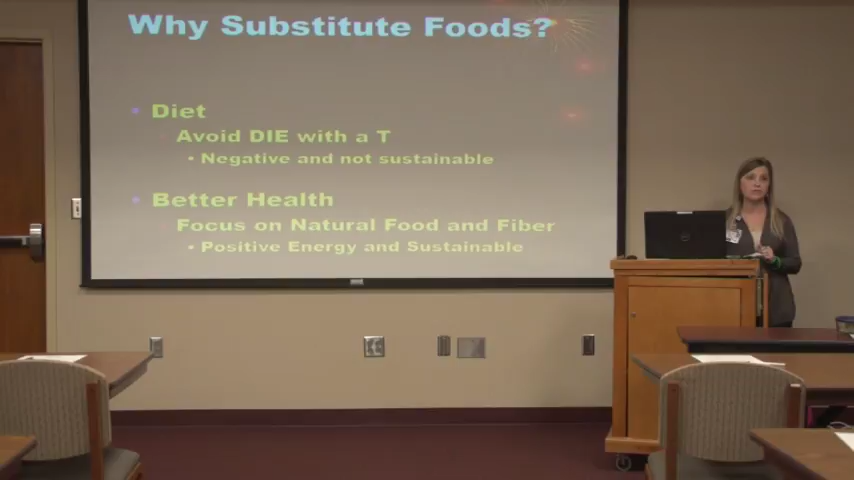 Why Substitute Foods?
• Diet
Avoid DIE with a T
• Negative and not sustainable
• Better Health
Focus on Natural Food and Fiber
• Positive Energy and Sustainable